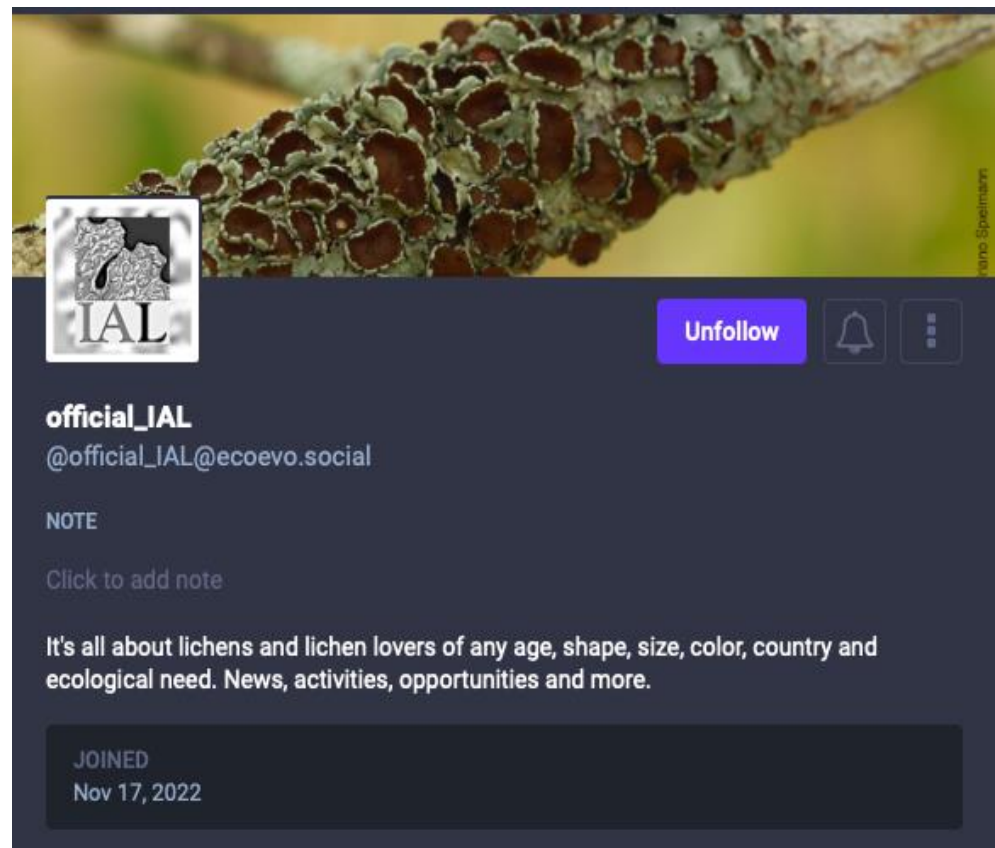 Spielmann
IAL
Unfollow
official_IAL
@official_IAL@ecoevo.social
NOTE
Click to add note
It's all about lichens and lichen lovers of any age, shape, size, color, country and
ecological need. News, activities, opportunities and more.
JOINED
Nov 17, 2022